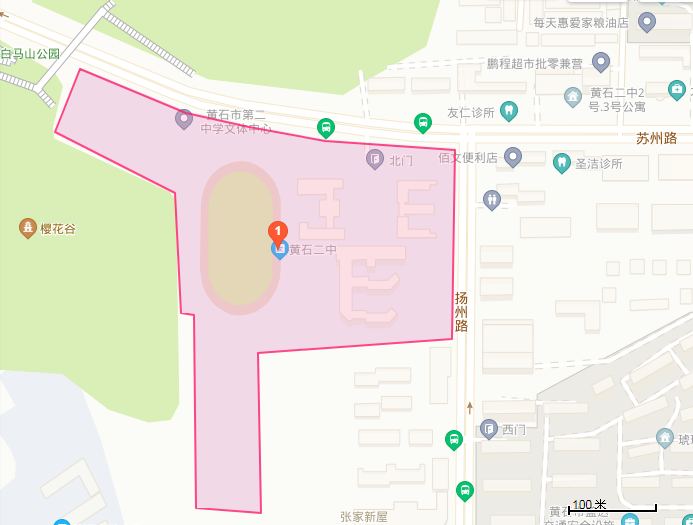 每天惠爱家粮油店
白马山公园
鹏程超市批零兼营
黄石二中2
号.3号公寓
友仁诊所
黄石市第二
中学文体中心
苏州路
佰文便利店
北门
圣洁诊所
樱花谷
1
黄石二中
扬州路
西门
100 米
张家新屋